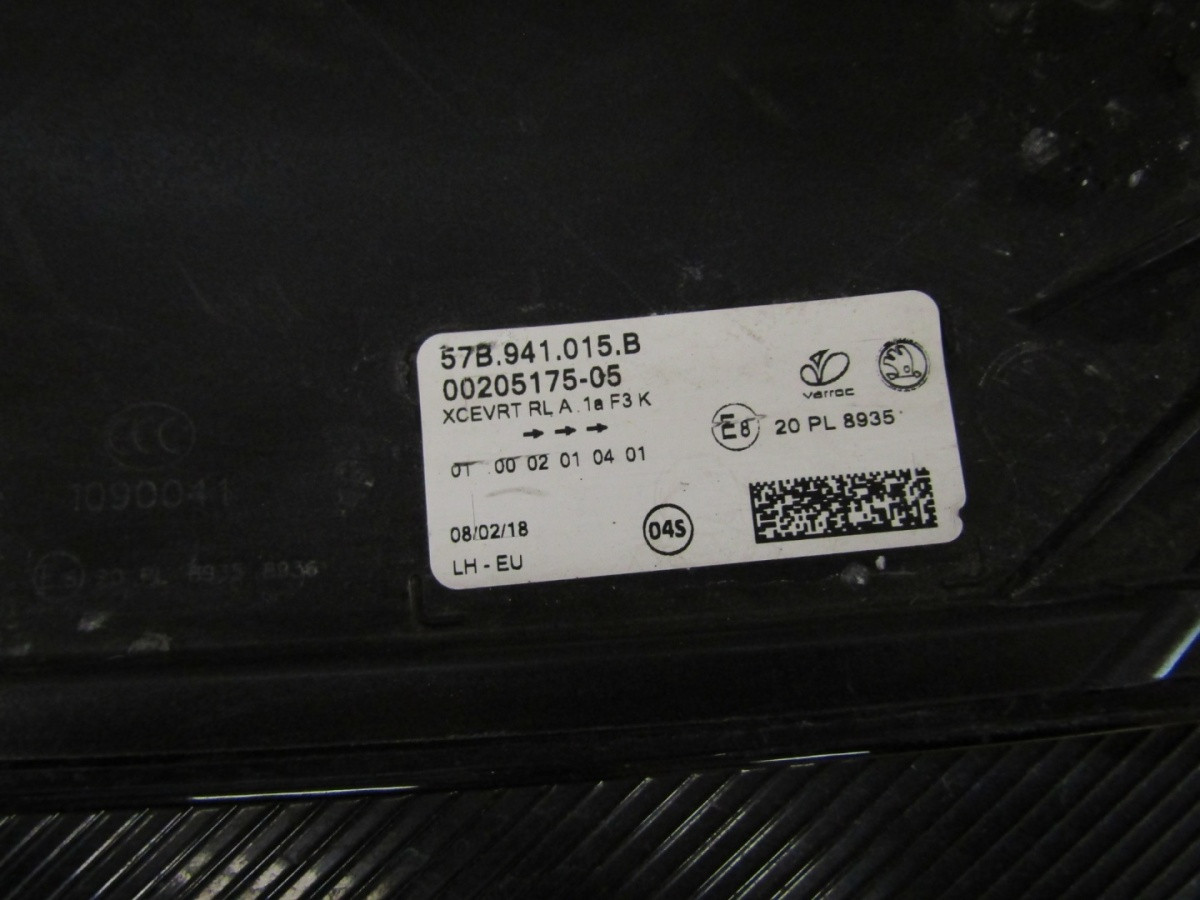 57B.941.015.B
00205175-05
XCEVRT RL A .1a F3 K
varroc
E8 20 PL 8935
01 00 02 01 04 01
08/02/18
04S
LH - EU
CCC
1090041
20 PL 8935 8936